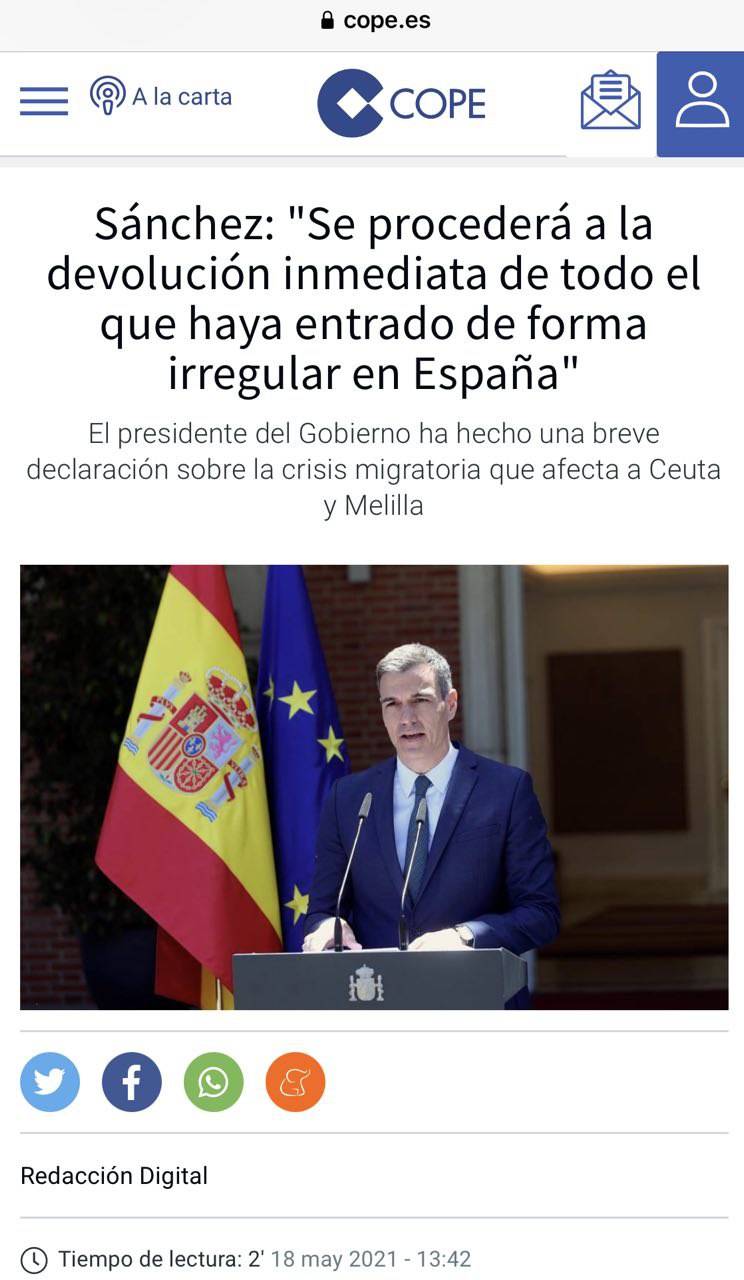 cope.es
A la carta
COPE
Sánchez: "Se procederá a la
devolución inmediata de todo el
que haya entrado de forma
irregular en España"
El presidente del Gobierno ha hecho una breve
declaración sobre la crisis migratoria que afecta a Ceuta
y Melilla
Redacción Digital
Tiempo de lectura: 2' 18 may 2021 - 13:42